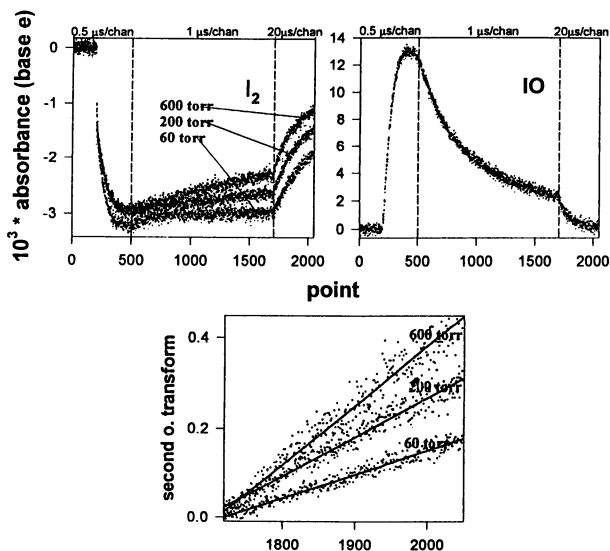 0.5 µs/chan 1 µs/chan 20µs/chan
0.5 µs/chan 1 µs/chan 20µs/chan
10³ * absorbance (base e)
0
-1
-2
-3
I₂
600 torr
200 torr
60 torr
0 500 1000 1500 2000
14
12
10
8
6
4
2
0
IO
0 500 1000 1500 2000
point
second o. transform
0.4
0.2
0.0
600 torr
200 torr
60 torr
1800 1900 2000